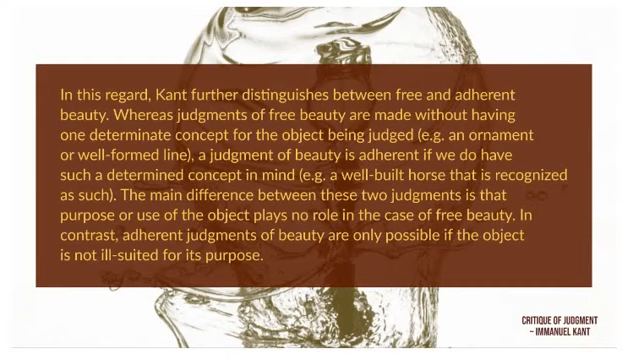 In this regard, Kant further distinguishes between free and adherent
beauty. Whereas judgments of free beauty are made without having
one determinate concept for the object being judged (e.g. an ornament
or well-formed line), a judgment of beauty is adherent if we do have
such a determined concept in mind (e.g. a well-built horse that is recognized
as such). The main difference between these two judgments is that
purpose or use of the object plays no role in the case of free beauty. In
contrast, adherent judgments of beauty are only possible if the object
is not ill-suited for its purpose.
CRITIQUE OF JUDGMENT
– IMMANUEL KANT